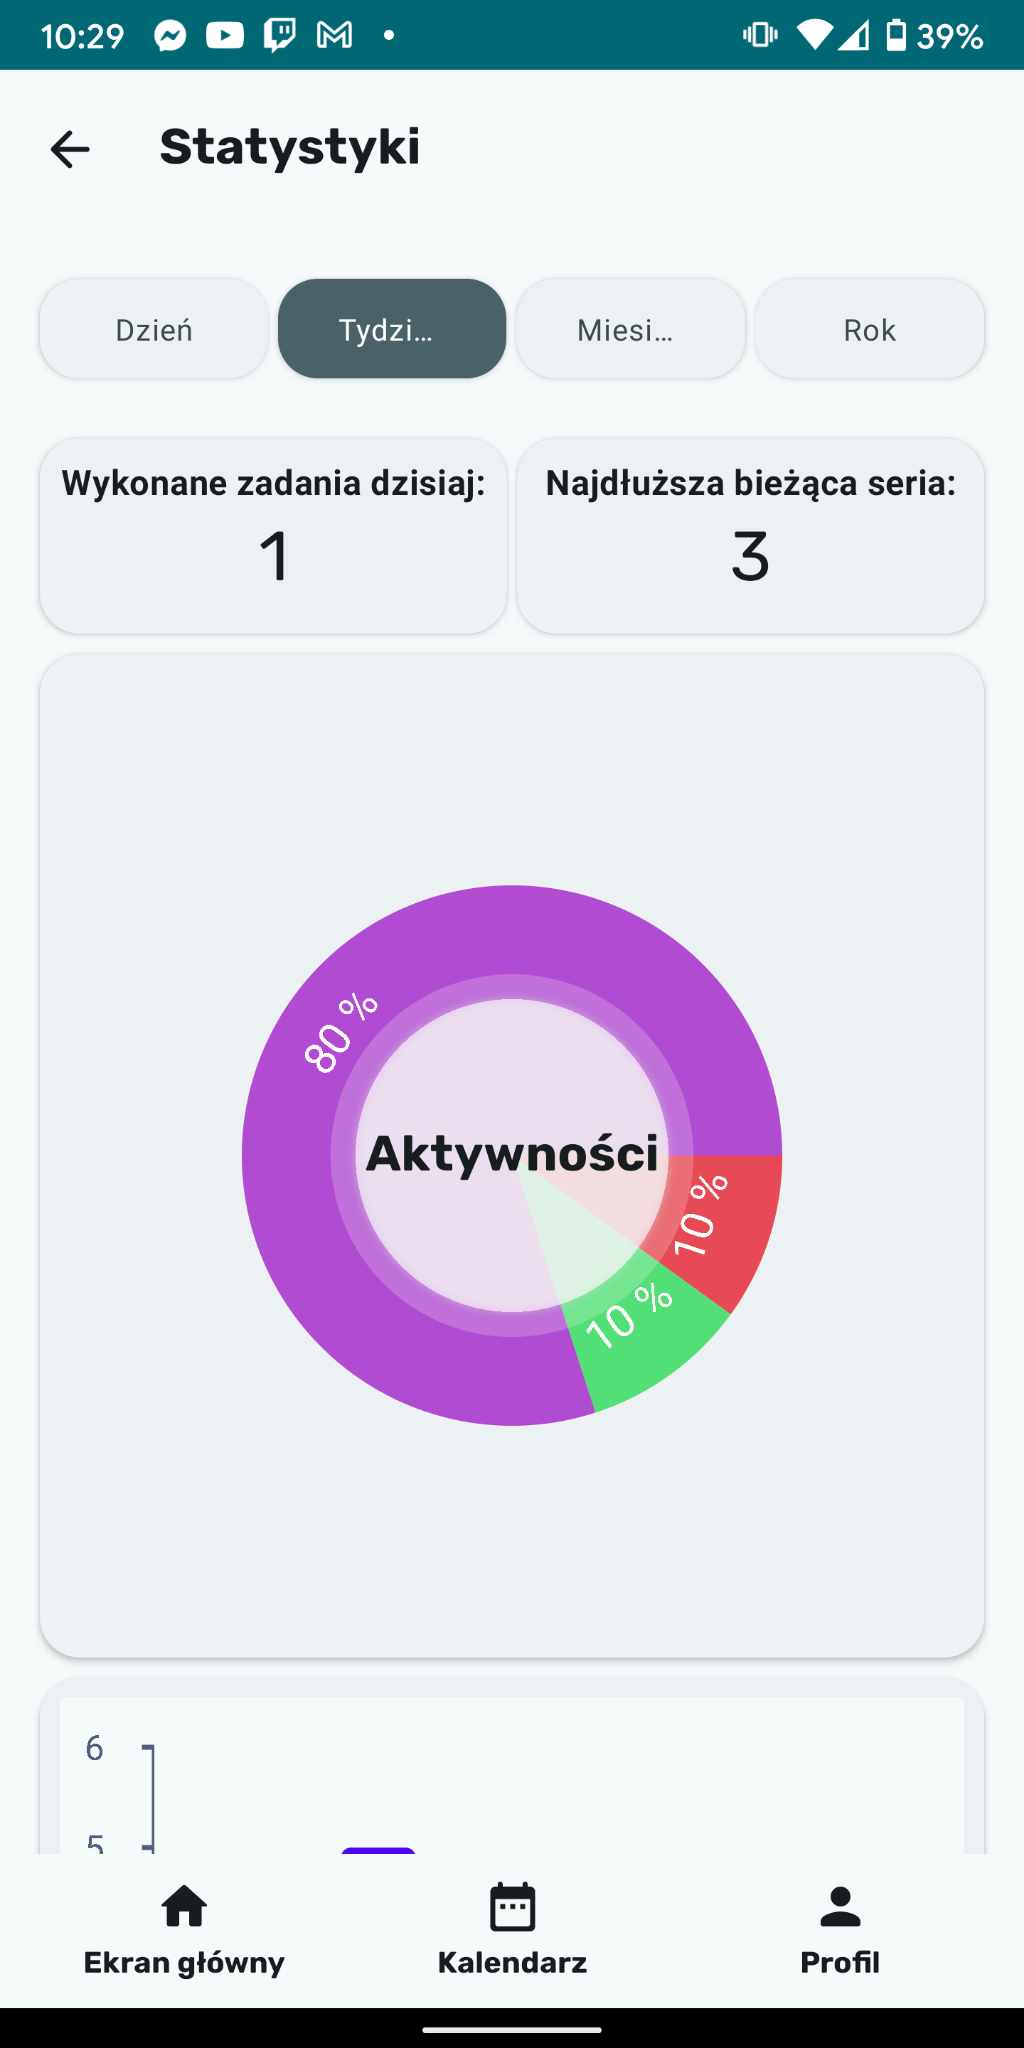 10:29 39%
Statystyki
Dzień Tydzi... Miesi... Rok
Wykonane zadania dzisiaj: Najdłuższa bieżąca seria:
1 3
80 %
Aktywności
10 %
10 %
6
5
Ekran główny Kalendarz Profil